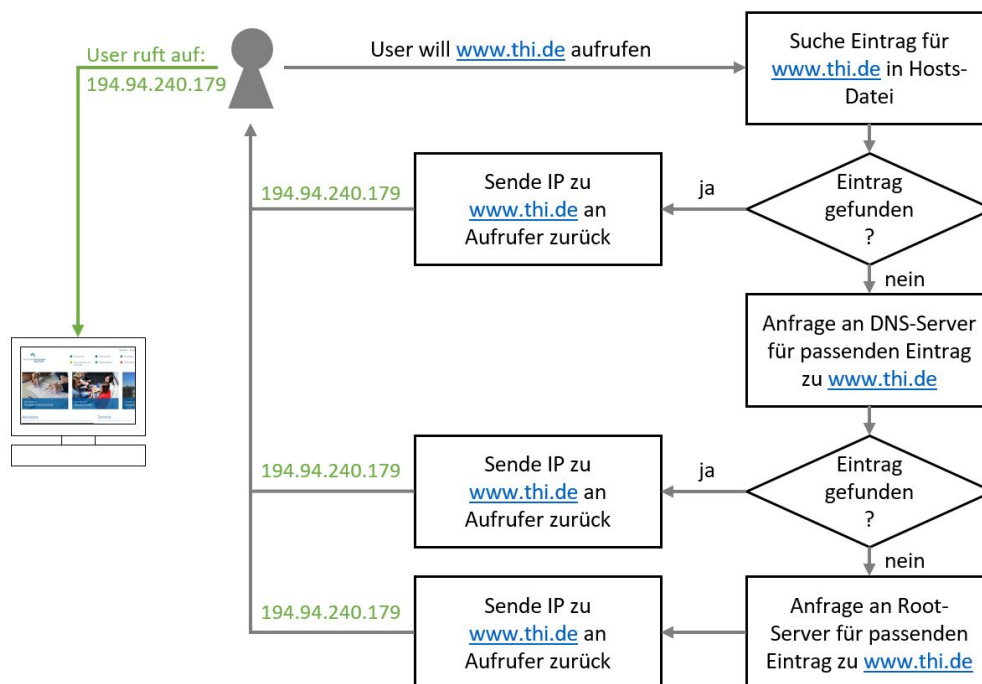 User ruft auf:
194.94.240.179
User will www.thi.de aufrufen
Suche Eintrag für
www.thi.de in Hosts-
Datei
Eintrag
gefunden
?
ja
Sende IP zu
www.thi.de an
Aufrufer zurück
194.94.240.179
nein
Anfrage an DNS-Server
für passenden Eintrag
zu www.thi.de
Eintrag
gefunden
?
ja
Sende IP zu
www.thi.de an
Aufrufer zurück
194.94.240.179
nein
Anfrage an Root-
Server für passenden
Eintrag zu www.thi.de
Sende IP zu
www.thi.de an
Aufrufer zurück
194.94.240.179